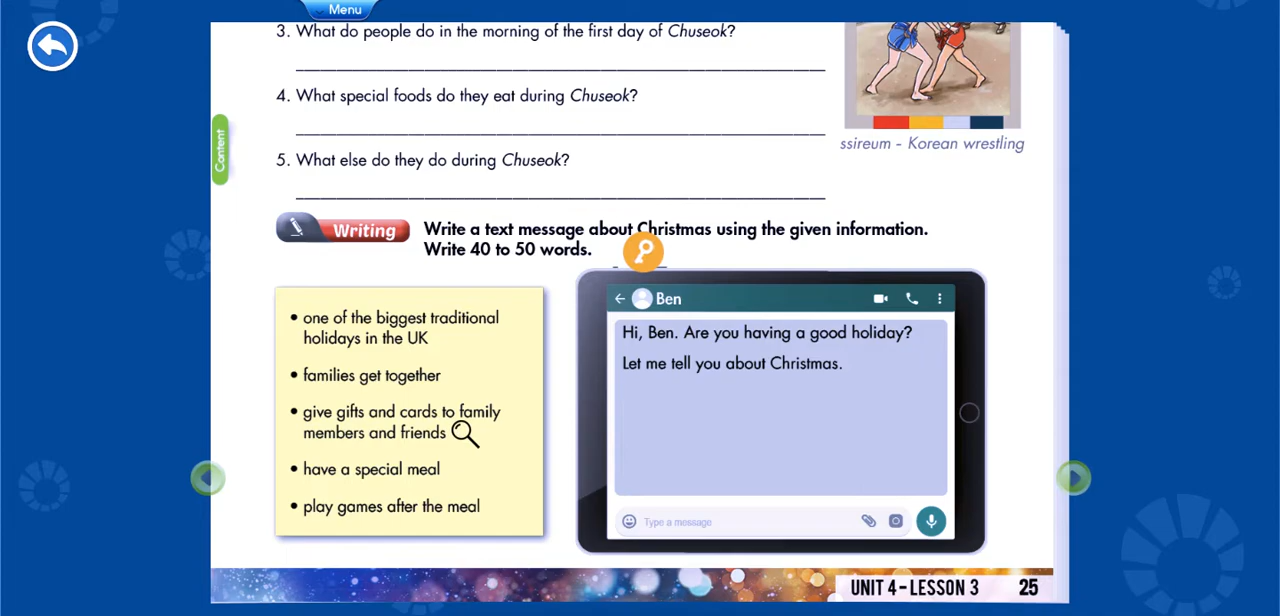 Menu
3. What do people do in the morning of the first day of Chuseok?
4. What special foods do they eat during Chuseok?
Content
ssireum - Korean wrestling
5. What else do they do during Chuseok?
Writing
Write a text message about Christmas using the given information.
Write 40 to 50 words.
• one of the biggest traditional
holidays in the UK
• families get together
• give gifts and cards to family
members and friends
• have a special meal
• play games after the meal
Ben
Hi, Ben. Are you having a good holiday?
Let me tell you about Christmas.
Type a message
UNIT 4 – LESSON 3 25